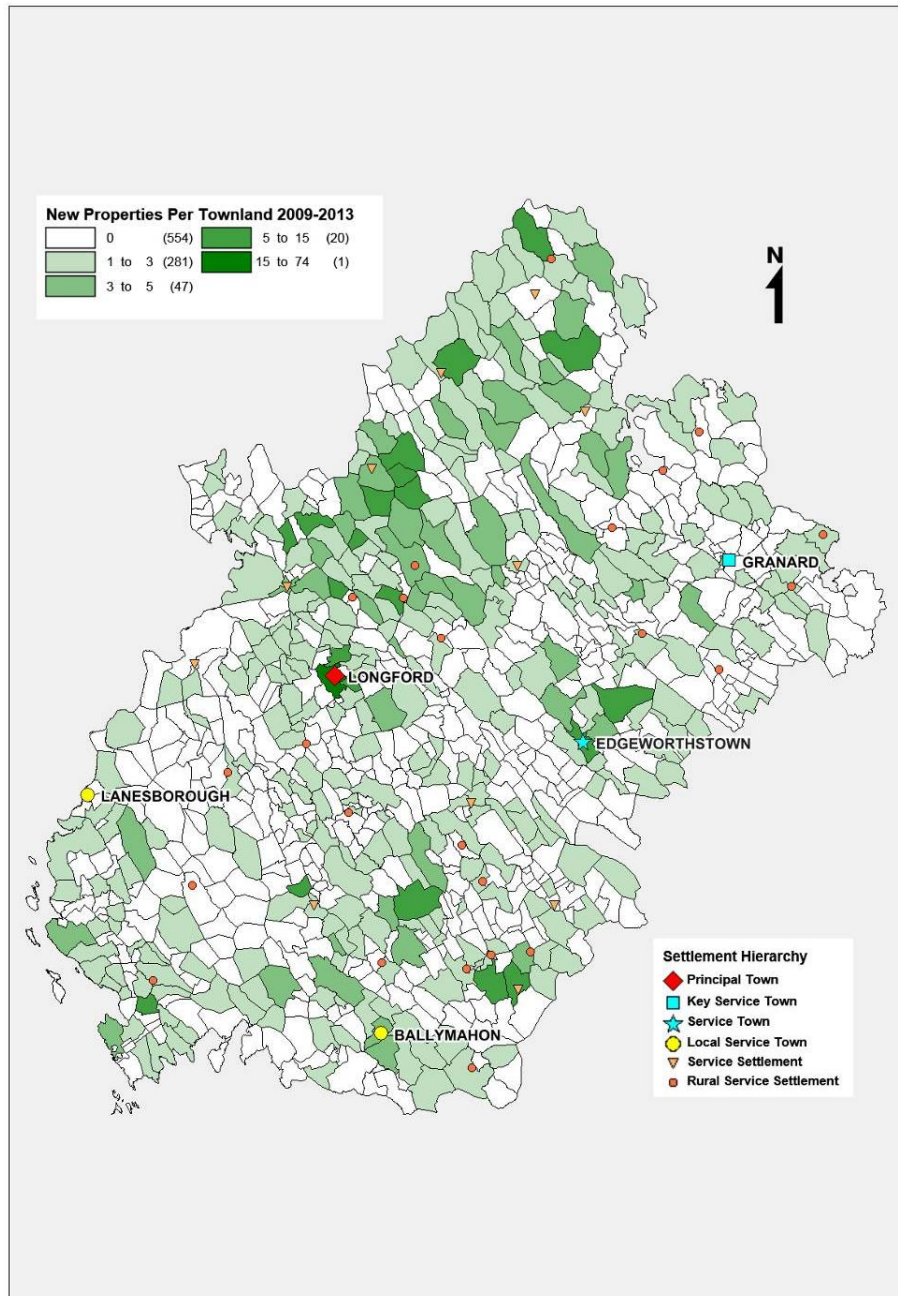 New Properties Per Townland 2009-2013
0 (554)
1 to 3 (281)
3 to 5 (47)
5 to 15 (20)
15 to 74 (1)
N
GRANARD
LONGFORD
EDGEWORTHSTOWN
LANESBOROUGH
BALLYMAHON
Settlement Hierarchy
Principal Town
Key Service Town
Service Town
Local Service Town
Service Settlement
Rural Service Settlement